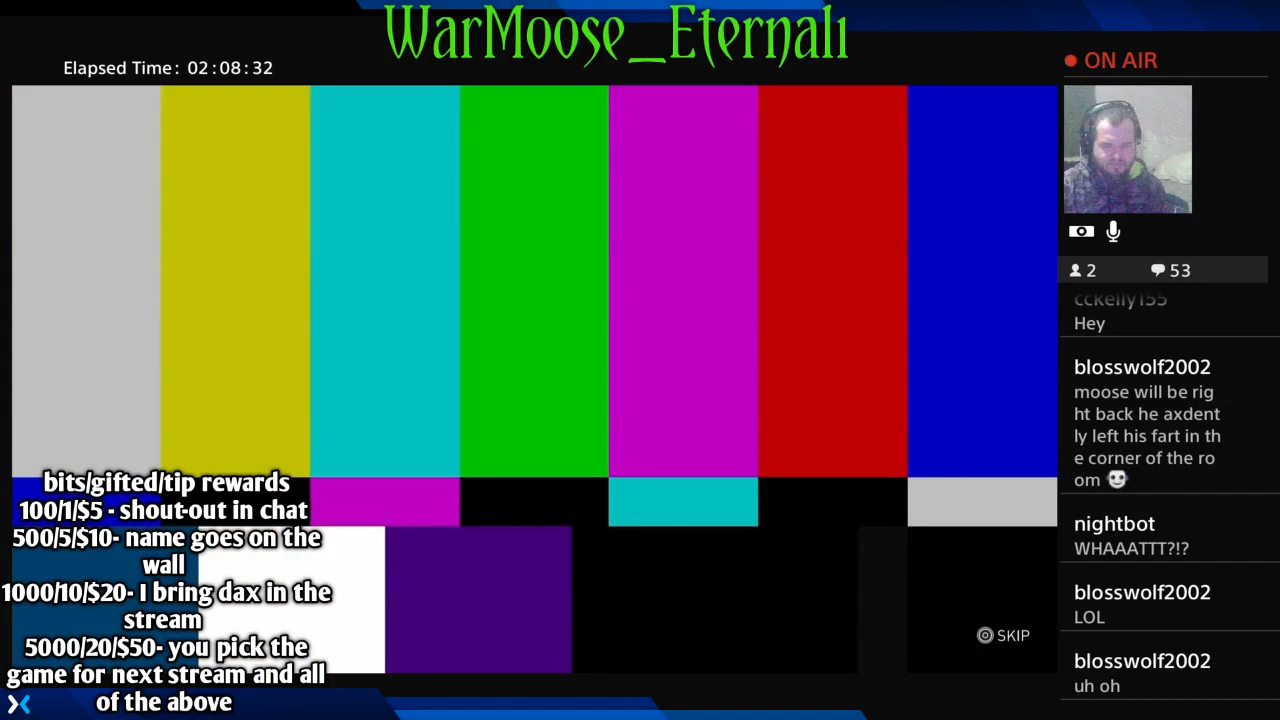 WarMoose_Eternal1
Elapsed Time: 02:08:32
ON AIR
2
53
cckelly155
Hey
blosswolf2002
moose will be rig
ht back he axdent
ly left his fart in th
e corner of the ro
om
nightbot
WHAAATTT?!?
blosswolf2002
LOL
blosswolf2002
uh oh
SKIP
bits/gifted/tip rewards
100/1/$5 - shout-out in chat
500/5/$10- name goes on the
wall
1000/10/$20- I bring dax in the
stream
5000/20/$50- you pick the
game for next stream and all
of the above